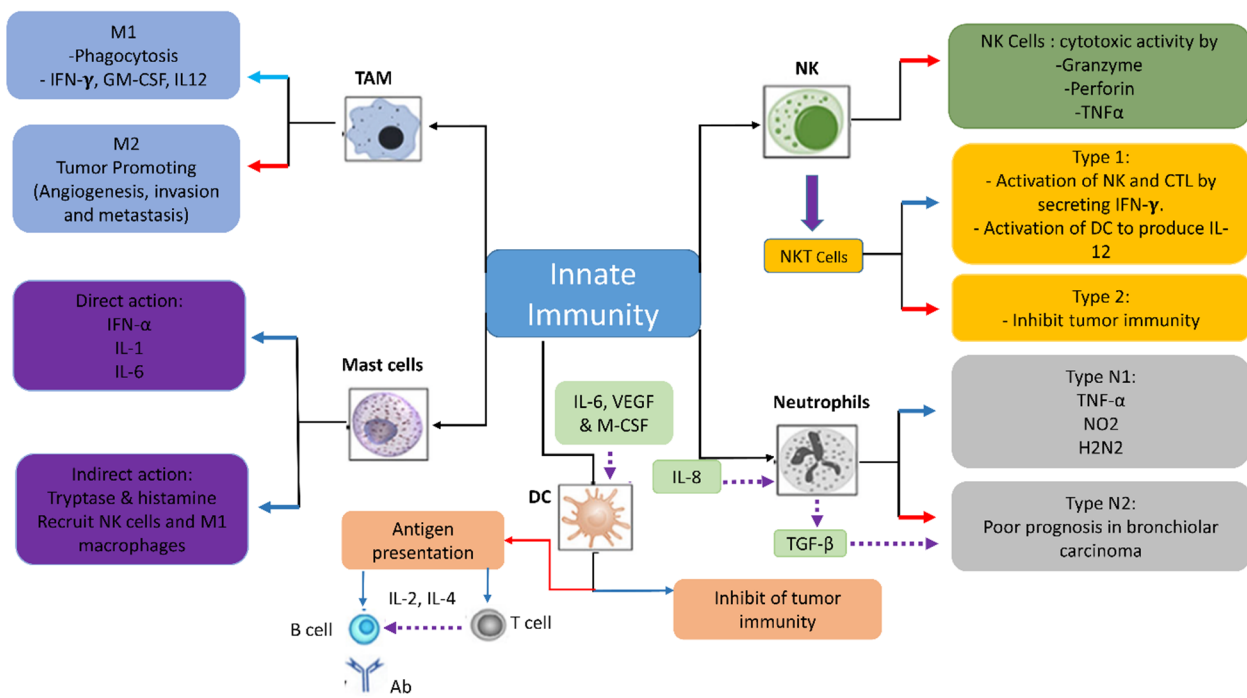 M1
-Phagocytosis
- IFN-γ, GM-CSF, IL12
TAM
M2
Tumor Promoting
(Angiogenesis, invasion
and metastasis)
NK
NK Cells : cytotoxic activity by
-Granzyme
-Perforin
-TNFα
Type 1:
- Activation of NK and CTL by
secreting IFN-γ.
- Activation of DC to produce IL-
12
NKT Cells
Type 2:
- Inhibit tumor immunity
Innate
Immunity
Direct action:
IFN-α
IL-1
IL-6
Mast cells
Indirect action:
Tryptase & histamine
Recruit NK cells and M1
macrophages
IL-6, VEGF
& M-CSF
DC
Neutrophils
IL-8
TGF-β
Type N1:
TNF-α
NO2
H2N2
Type N2:
Poor prognosis in bronchiolar
carcinoma
Antigen
presentation
IL-2, IL-4
B cell
T cell
Ab
Inhibit of tumor
immunity